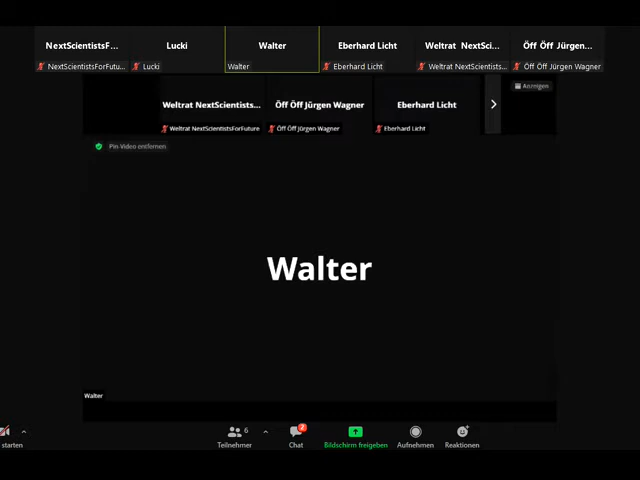 NextScientistsF...
Lucki
Walter
Eberhard Licht
Weltrat NextSci...
Öff Öff Jürgen...
NextScientistsForFutu...
Lucki
Walter
Eberhard Licht
Weltrat NextScientists...
Öff Öff Jürgen Wagner
Anzeigen
Weltrat NextScientists...
Öff Öff Jürgen Wagner
Eberhard Licht
Weltrat NextScientistsForFuture
Öff Öff Jürgen Wagner
Eberhard Licht
Pin Video entfernen
Walter
Walter
6
2
starten
Teilnehmer
Chat
Bildschirm freigeben
Aufnehmen
Reaktionen